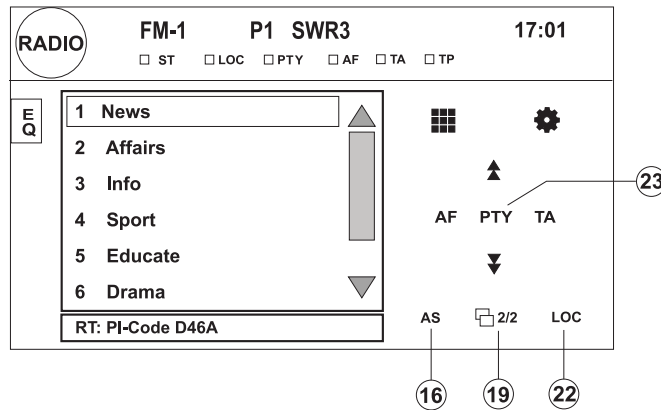 RADIO FM-1 P1 SWR3 17:01
ST LOC PTY AF TA TP
EQ
1 News
2 Affairs
3 Info
4 Sport
5 Educate
6 Drama
RT: PI-Code D46A
23
AF PTY TA
AS 2/2 LOC
16 19 22